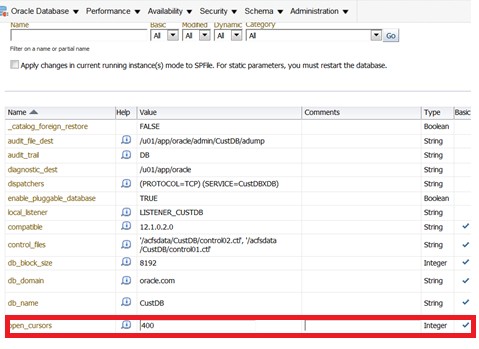 Oracle Database Performance Availability Security Schema Administration
Name Basic Modified Dynamic Category
All All All All Go
Filter on a name or partial name
Apply changes in current running instance(s) mode to SPFile. For static parameters, you must restart the database.
Name Help Value Comments Type Basic
_catalog_foreign_restore FALSE Boolean
audit_file_dest /u01/app/oracle/admin/CustDB/adump String
audit_trail DB String
diagnostic_dest /u01/app/oracle String
dispatchers (PROTOCOL=TCP) (SERVICE=CustDBXDB) String
enable_pluggable_database TRUE Boolean
local_listener LISTENER_CUSTDB String
compatible 12.1.0.2.0 String
control_files '/acfsdata/CustDB/control02.ctl', '/acfsdata
/CustDB/control01.ctl' String
db_block_size 8192 Integer
db_domain oracle.com String
db_name CustDB String
open_cursors 400 Integer